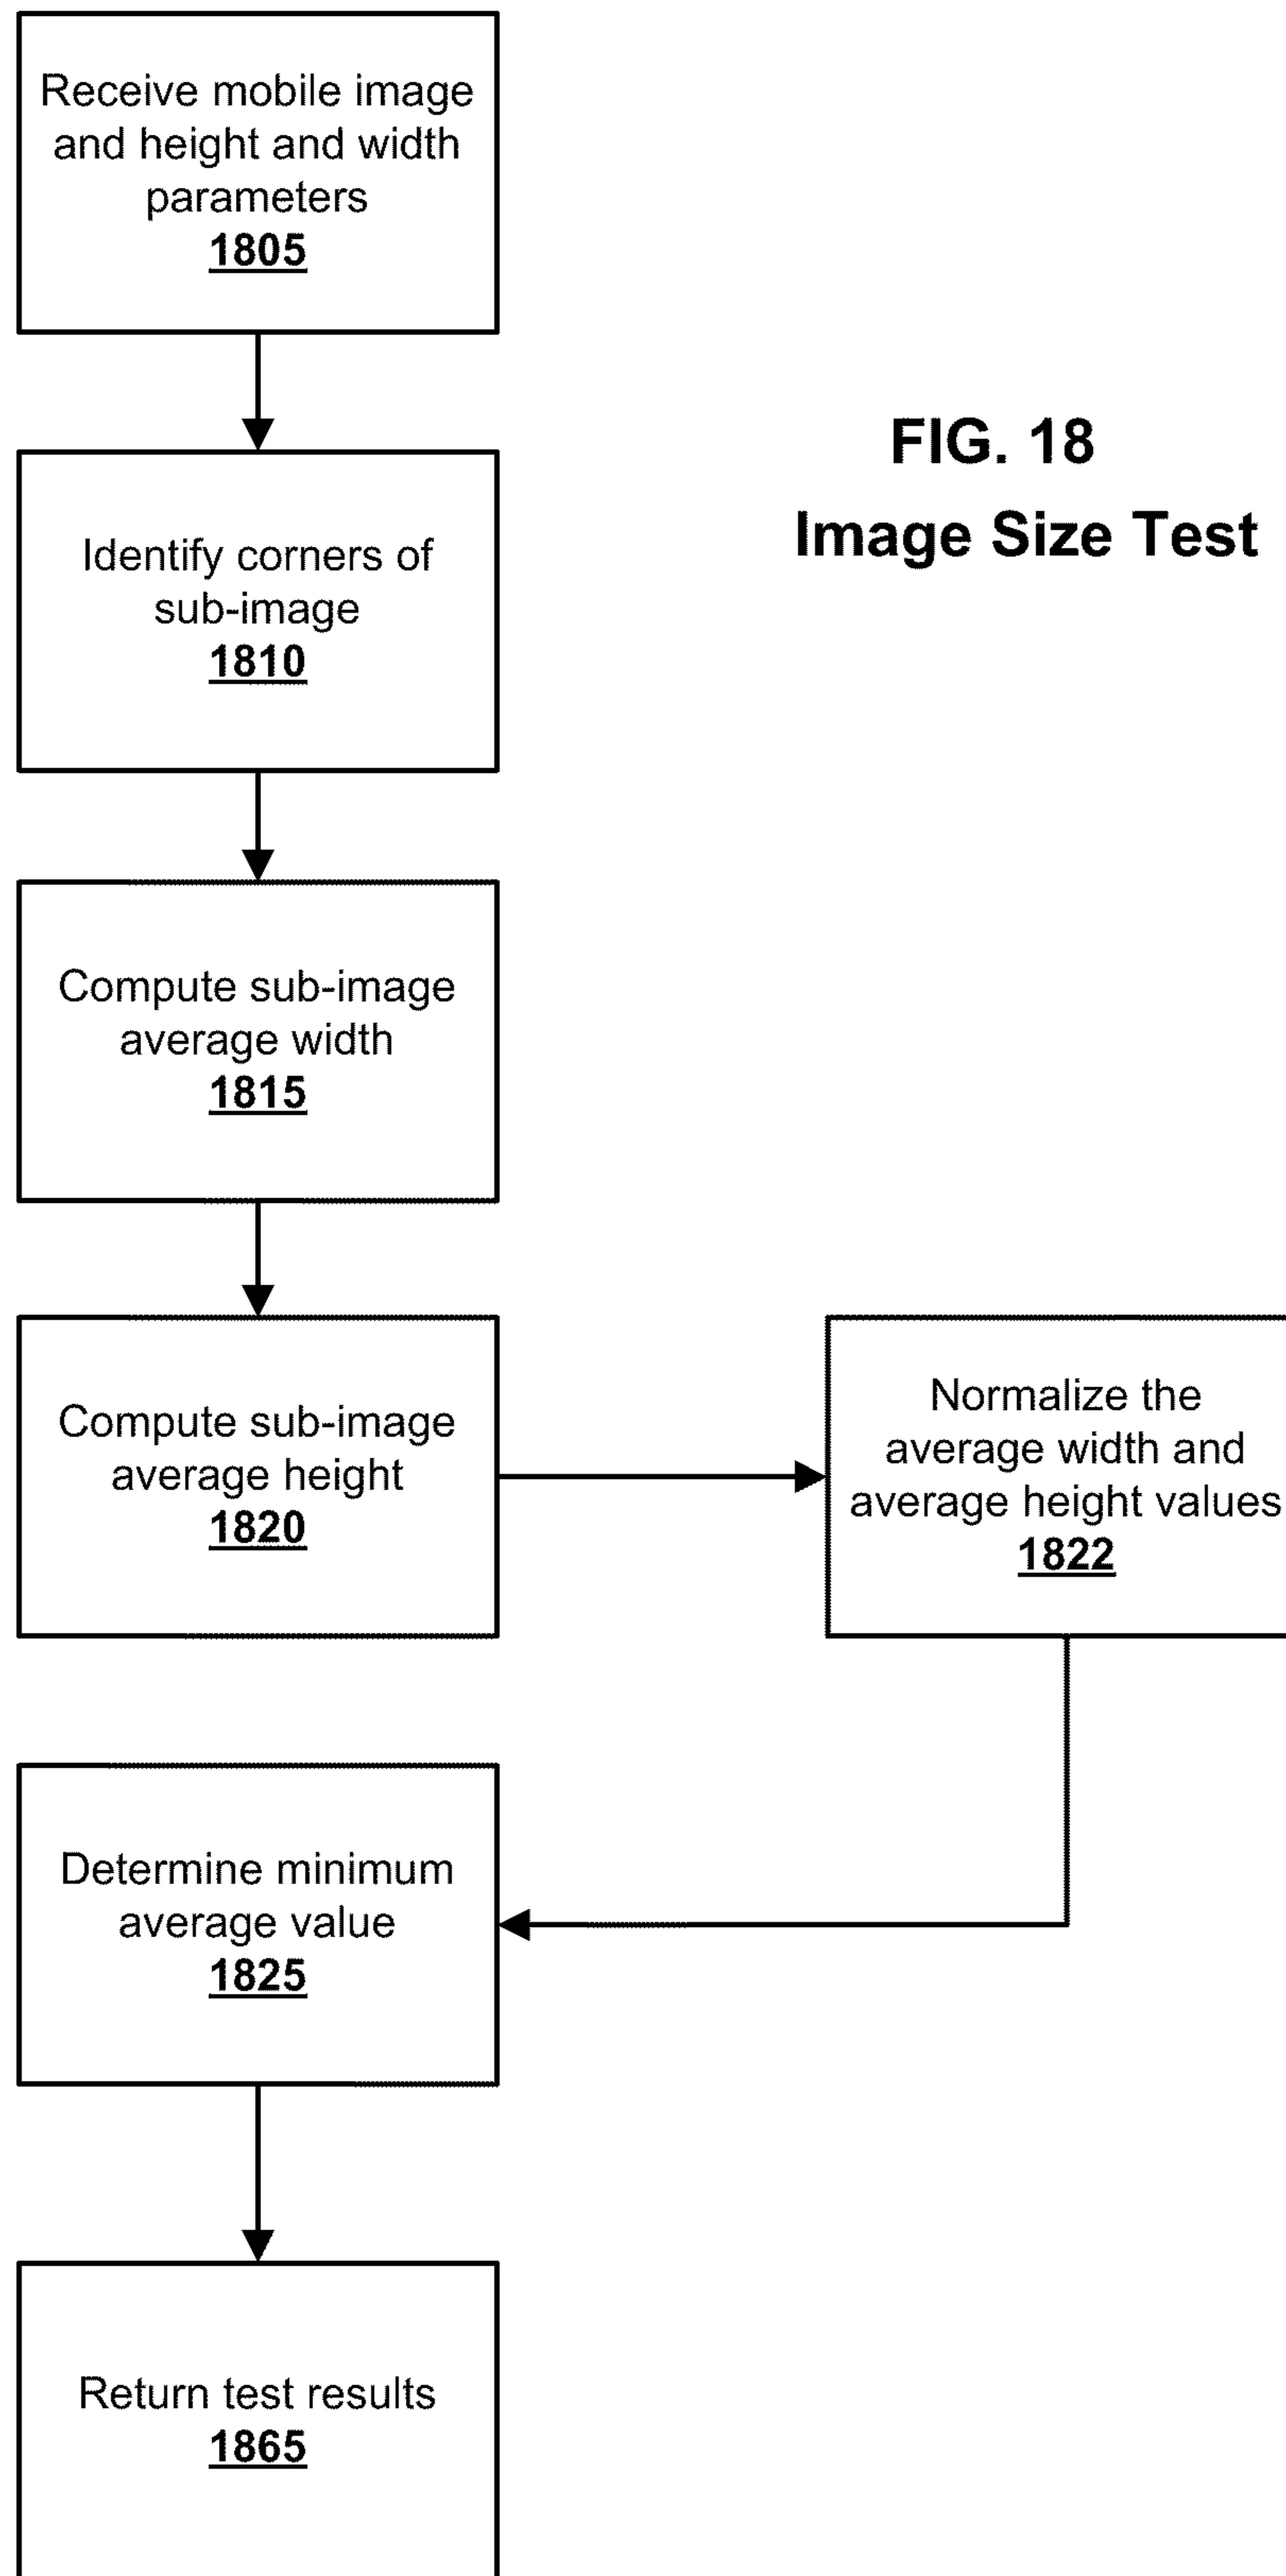 Receive mobile image
and height and width
parameters
1805
FIG. 18
Image Size Test
Identify corners of
sub-image
1810
Compute sub-image
average width
1815
Compute sub-image
average height
1820
Normalize the
average width and
average height values
1822
Determine minimum
average value
1825
Return test results
1865